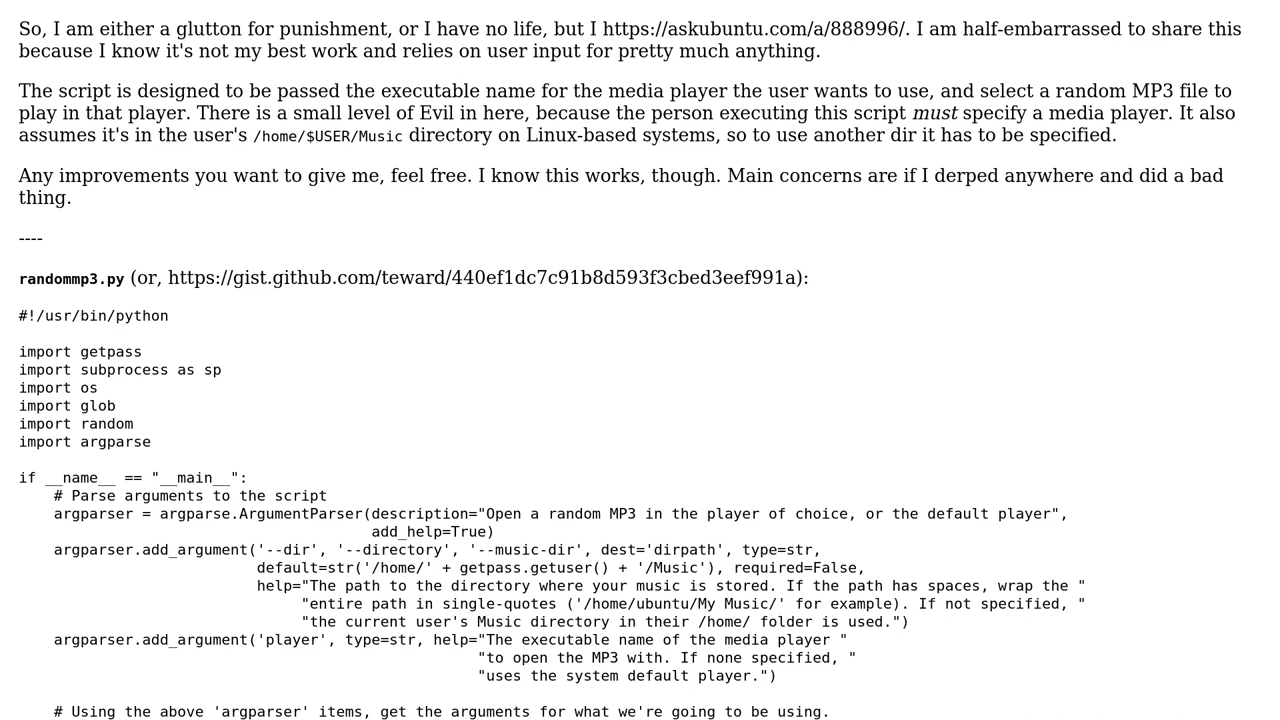 So, I am either a glutton for punishment, or I have no life, but I https://askubuntu.com/a/888996/. I am half-embarrassed to share this
because I know it's not my best work and relies on user input for pretty much anything.
The script is designed to be passed the executable name for the media player the user wants to use, and select a random MP3 file to
play in that player. There is a small level of Evil in here, because the person executing this script must specify a media player. It also
assumes it's in the user's /home/$USER/Music directory on Linux-based systems, so to use another dir it has to be specified.
Any improvements you want to give me, feel free. I know this works, though. Main concerns are if I derped anywhere and did a bad
thing.
----
randommp3.py (or, https://gist.github.com/teward/440ef1dc7c91b8d593f3cbed3eef991a):
#!/usr/bin/python
import getpass
import subprocess as sp
import os
import glob
import random
import argparse
if __name__ == "__main__":
    # Parse arguments to the script
    argparser = argparse.ArgumentParser(description="Open a random MP3 in the player of choice, or the default player",
                                        add_help=True)
    argparser.add_argument('--dir', '--directory', '--music-dir', dest='dirpath', type=str,
                           default=str('/home/' + getpass.getuser() + '/Music'), required=False,
                           help="The path to the directory where your music is stored. If the path has spaces, wrap the "
                                "entire path in single-quotes ('/home/ubuntu/My Music/' for example). If not specified, "
                                "the current user's Music directory in their /home/ folder is used.")
    argparser.add_argument('player', type=str, help="The executable name of the media player "
                                                    "to open the MP3 with. If none specified, "
                                                    "uses the system default player.")
    # Using the above 'argparser' items, get the arguments for what we're going to be using.